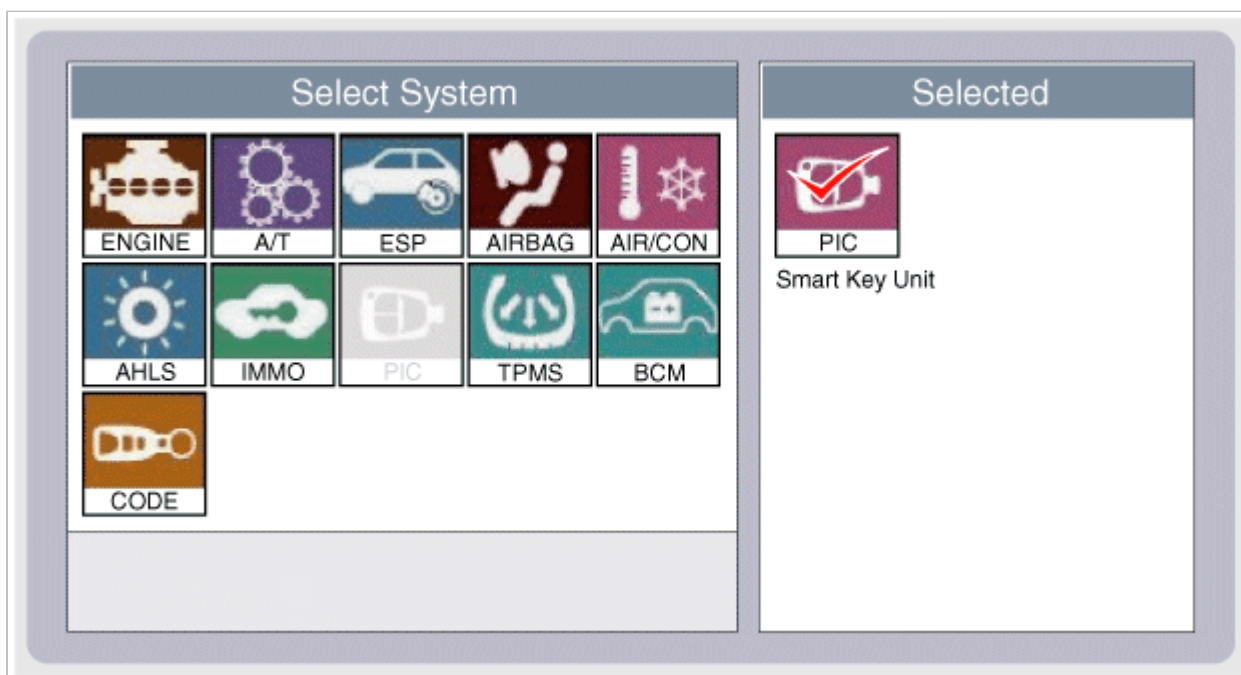 Select System
ENGINE A/T ESP AIRBAG AIR/CON
AHLS IMMO PIC TPMS BCM
CODE
Selected
PIC
Smart Key Unit